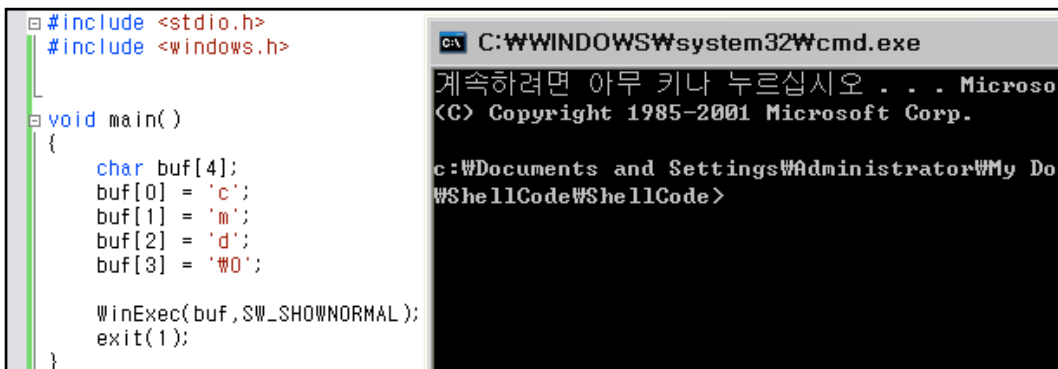 #include <stdio.h>
#include <windows.h>
void main()
{
char buf[4];
buf[0] = 'c';
buf[1] = 'm';
buf[2] = 'd';
buf[3] = '₩0';
WinExec(buf,SW_SHOWNORMAL);
exit(1);
}
C:₩WINDOWS₩system32₩cmd.exe
계속하려면 아무 키나 누르십시오 . . . Microso
(C) Copyright 1985-2001 Microsoft Corp.
c:₩Documents and Settings₩Administrator₩My Do
₩ShellCode₩ShellCode>